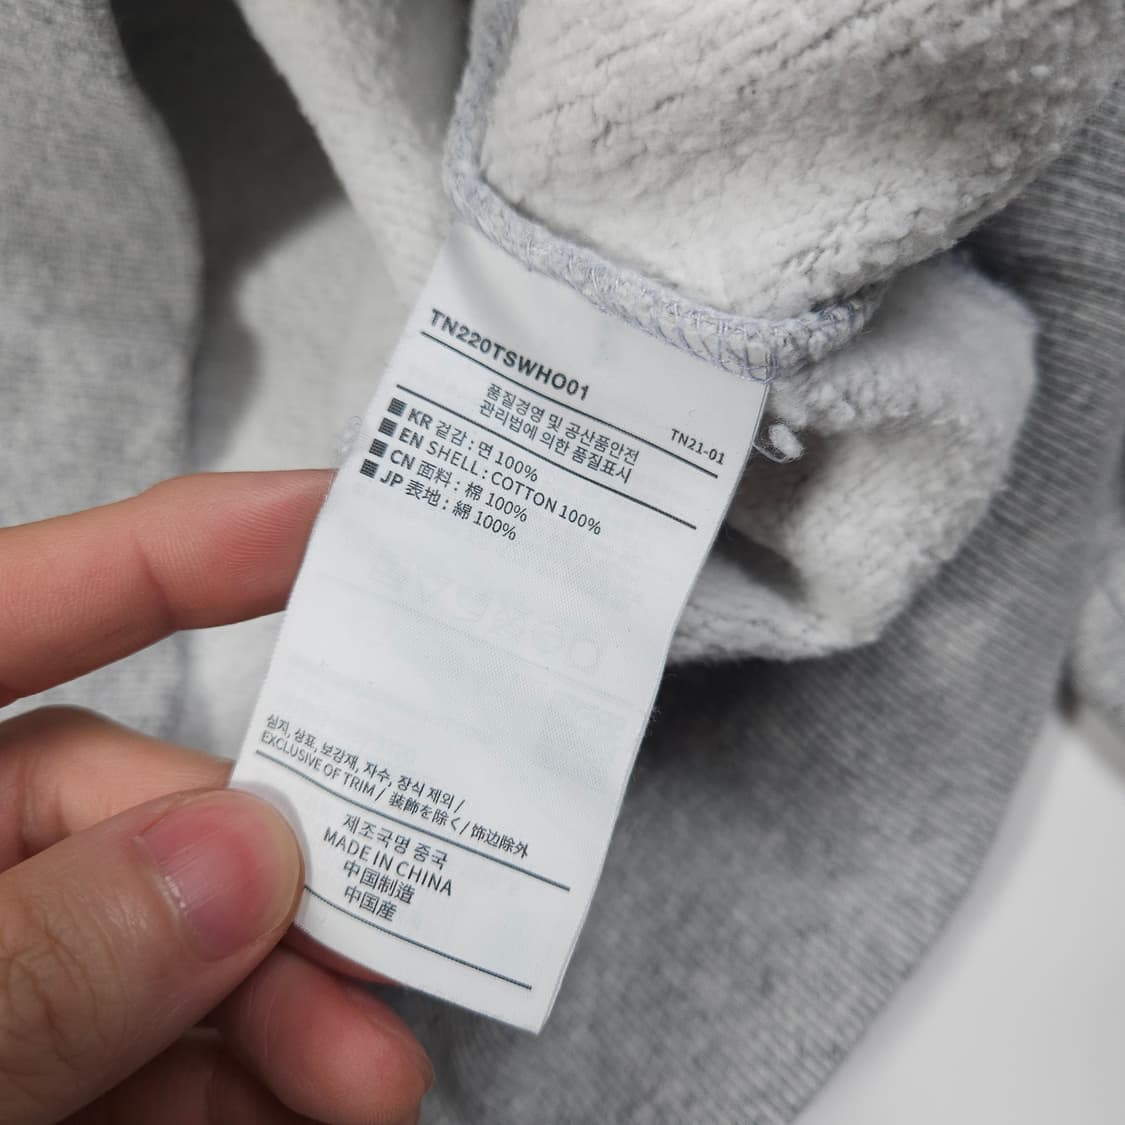 TN220TSWHO01
TN21-01
품질경영 및 공산품안전
관리법에 의한 품질표시
KR 겉감 : 면 100%
EN SHELL : COTTON 100%
CN 面料 : 棉 100%
JP 表地 : 綿 100%
심지, 상표, 보강재, 자수, 장식 제외 /
EXCLUSIVE OF TRIM / 装飾を除く/ 饰边除外
제조국명 중국
MADE IN CHINA
中国制造
中国産